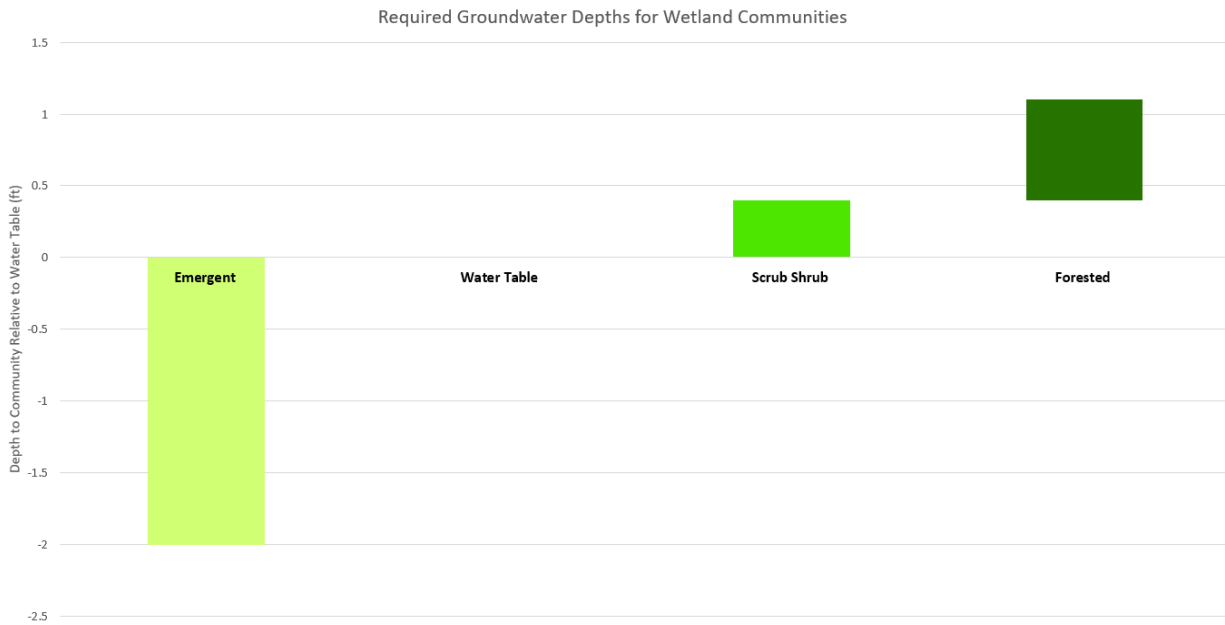 Required Groundwater Depths for Wetland Communities
Depth to Community Relative to Water Table (ft)
1.5
1
0.5
0
-0.5
-1
-1.5
-2
-2.5
Emergent
Water Table
Scrub Shrub
Forested